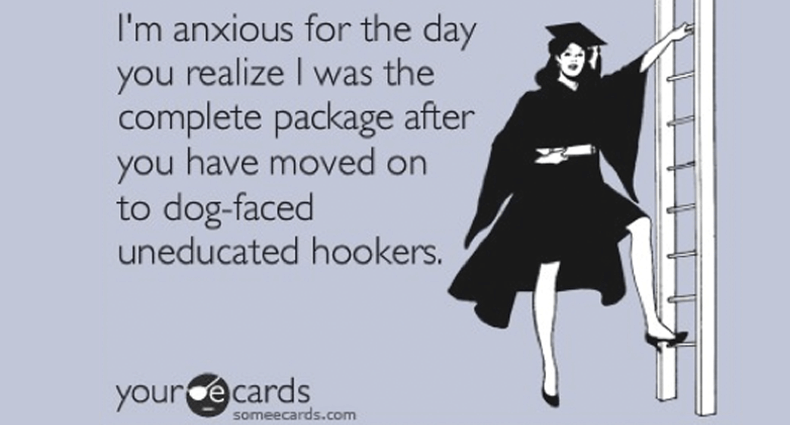 I'm anxious for the day
you realize I was the
complete package after
you have moved on
to dog-faced
uneducated hookers.
your e cards
someecards.com